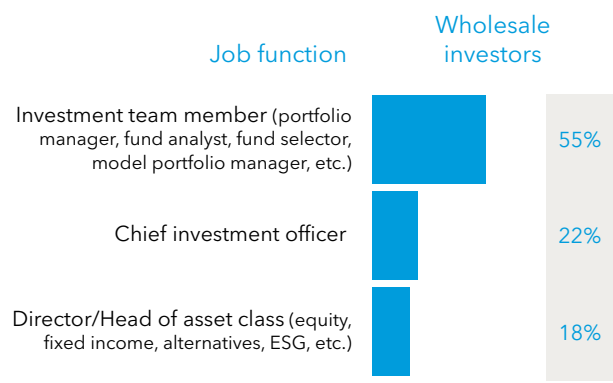 Job function
Wholesale
investors
Investment team member (portfolio
manager, fund analyst, fund selector,
model portfolio manager, etc.)
55%
Chief investment officer
22%
Director/Head of asset class (equity,
fixed income, alternatives, ESG, etc.)
18%